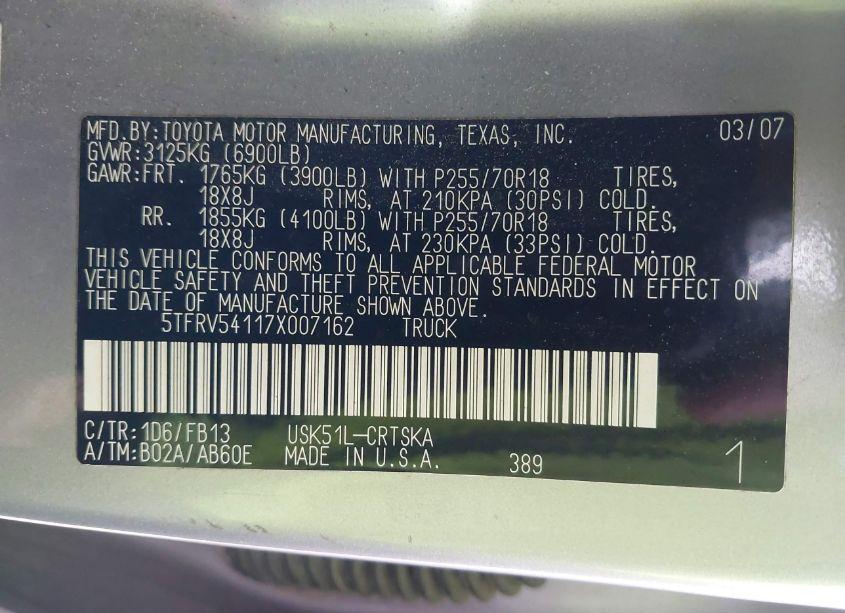 MFD.BY:TOYOTA MOTOR MANUFACTURING, TEXAS, INC. 03/07
GVWR:3125KG (6900LB)
GAWR:FRT. 1765KG (3900LB) WITH P255/70R18 TIRES,
18X8J RIMS, AT 210KPA (30PSI) COLD.
RR. 1855KG (4100LB) WITH P255/70R18 TIRES,
18X8J RIMS, AT 230KPA (33PSI) COLD.
THIS VEHICLE CONFORMS TO ALL APPLICABLE FEDERAL MOTOR
VEHICLE SAFETY AND THEFT PREVENTION STANDARDS IN EFFECT ON
THE DATE OF MANUFACTURE SHOWN ABOVE.
5TFRV54117X007162 TRUCK
C/TR:1D6/FB13 USK51L-CRTSKA
A/TM:B02A/AB60E MADE IN U.S.A. 389 1